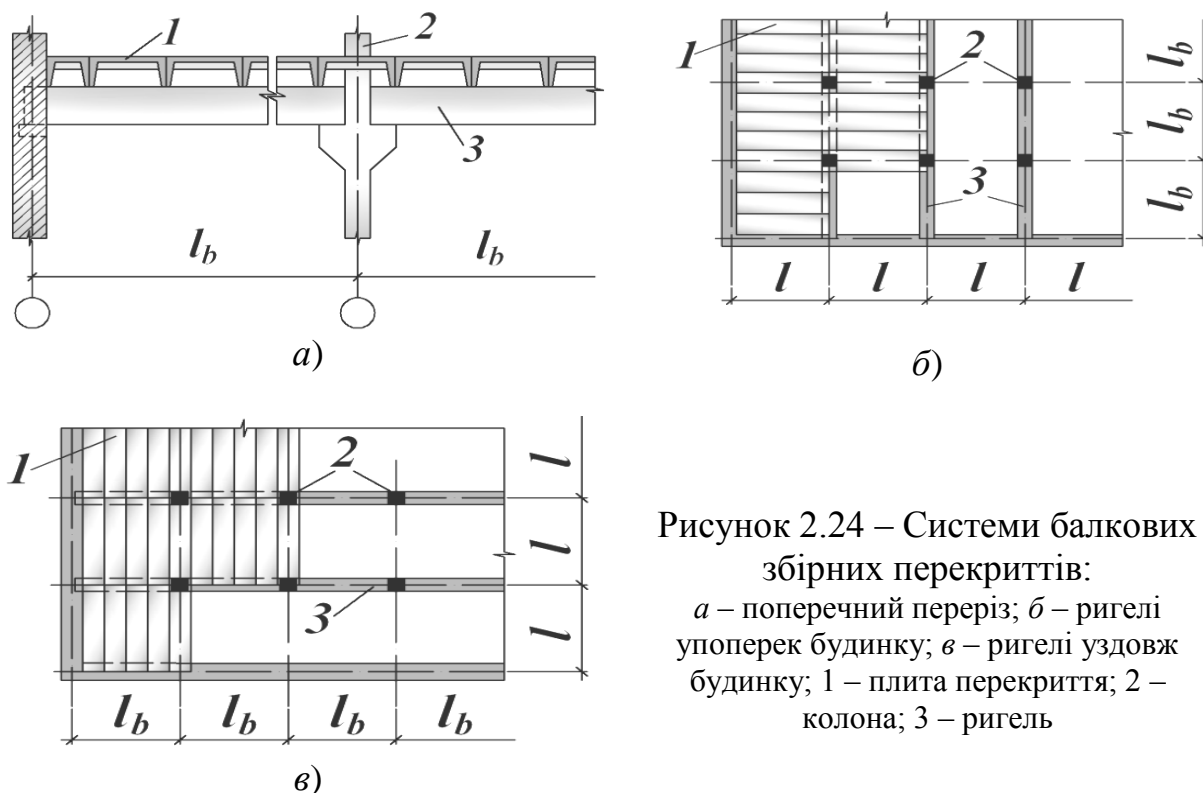 1
2
3
l_b
l_b
а)
1
2
3
l_b
l_b
l_b
l
l
l
l
б)
1
2
3
l
l
l
l_b
l_b
l_b
l_b
в)
Рисунок 2.24 – Системи балкових
збірних перекриттів:
а – поперечний переріз; б – ригелі
упоперек будинку; в – ригелі уздовж
будинку; 1 – плита перекриття; 2 –
колона; 3 – ригель